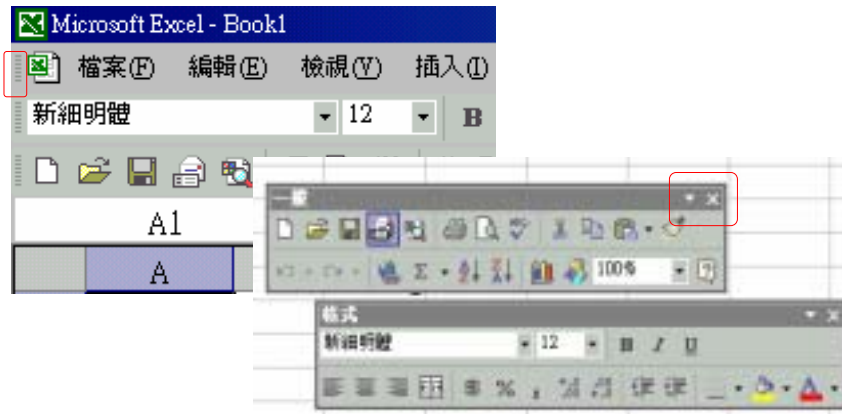 Microsoft Excel - Book1
檔案(F) 編輯(E) 檢視(V) 插入(I)
新細明體 12 B
A1
A
一般
Σ 100% ?
格式
新細明體 12 B I U
$ % ,
A